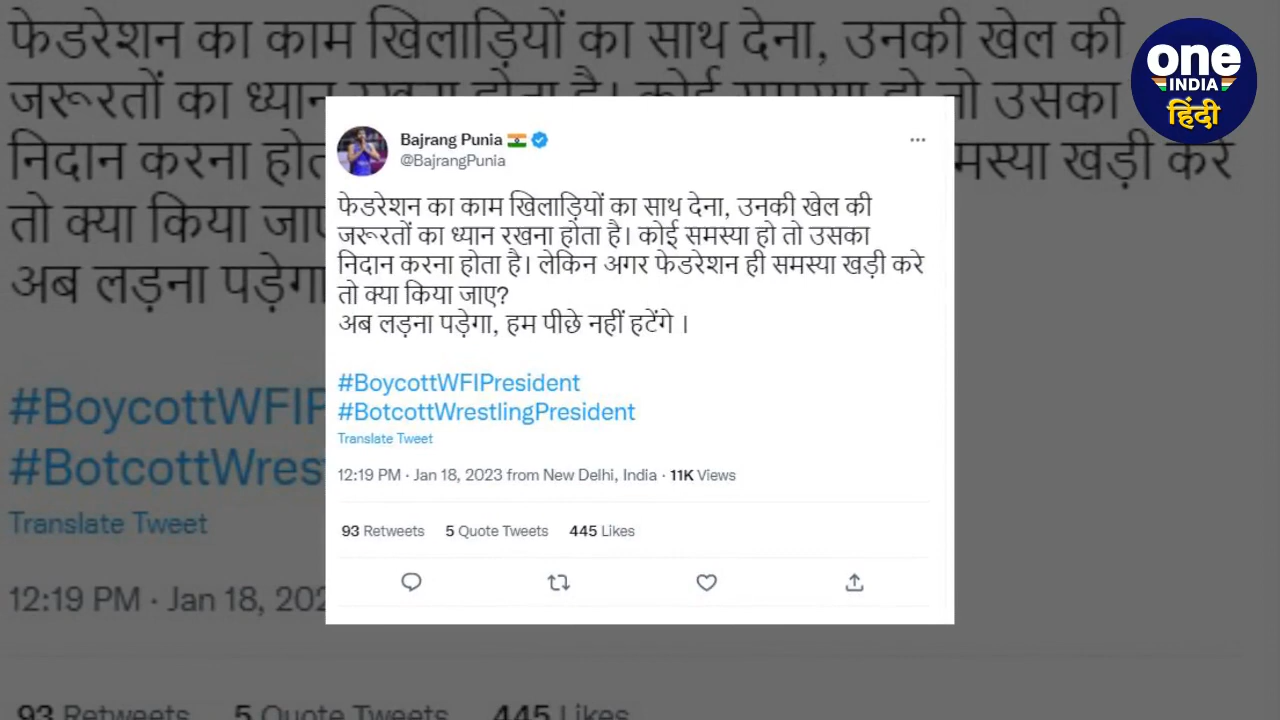 फेडरेशन का काम खिलाड़ियों का साथ देना, उनकी खेल की
जरूरतों का ध्यान रखना होता है। कोई समस्या हो तो उसका
निदान करना होत
मस्या खड़ी करे
तो क्या किया जाए
अब लड़ना पड़ेगा
#BoycottWFIP
#BotcottWres
Translate Tweet
12:19 PM · Jan 18, 202
93 Retweets 5 Quote Tweets 445 Likes
one
INDIA
हिंदी
Bajrang Punia
@BajrangPunia
फेडरेशन का काम खिलाड़ियों का साथ देना, उनकी खेल की
जरूरतों का ध्यान रखना होता है। कोई समस्या हो तो उसका
निदान करना होता है। लेकिन अगर फेडरेशन ही समस्या खड़ी करे
तो क्या किया जाए?
अब लड़ना पड़ेगा, हम पीछे नहीं हटेंगे ।
#BoycottWFIPresident
#BotcottWrestlingPresident
Translate Tweet
12:19 PM · Jan 18, 2023 from New Delhi, India · 11K Views
93 Retweets 5 Quote Tweets 445 Likes